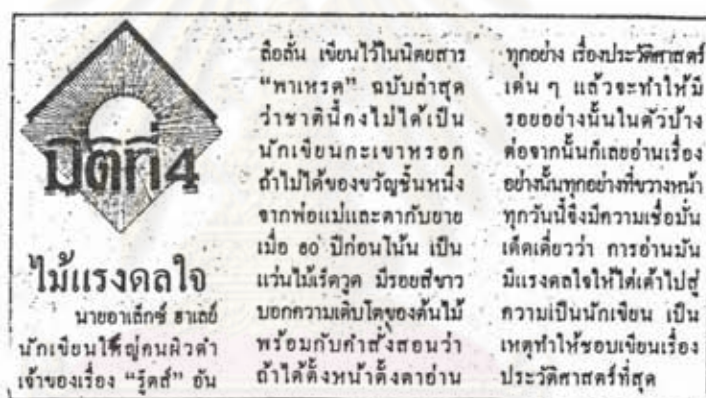 มิติที่4
ไม้แรงดลใจ
นายอาเล็กซ์ ฮาเลย์
นักเขียนใหญ่คนผิวดำ
เจ้าของเรื่อง “รู้ตส์” อัน
ลือลั่น เขียนไว้ในนิตยสาร
“พาเหรด” ฉบับล่าสุด
ว่าชาตินี้คงไม่ได้เป็น
นักเขียนกะเขาหรอก
ถ้าไม่ได้ของขวัญชิ้นหนึ่ง
จากพ่อแม่และตากับยาย
เมื่อ 60 ปีก่อนโน้น เป็น
แว่นไม้เร้ดวูด มีรอยสีขาว
บอกความเติบโตของต้นไม้
พร้อมกับคำสั่งสอนว่า
ถ้าได้ตั้งหน้าตั้งตาอ่าน
ทุกอย่าง เรื่องประวัติศาสตร์
เด่น ๆ แล้วจะทำให้มี
รอยอย่างนั้นในตัวบ้าง
ต่อจากนั้นก็เลยอ่านเรื่อง
อย่างนั้นทุกอย่างที่ขวางหน้า
ทุกวันนี้จึงมีความเชื่อมั่น
เด็ดเดี่ยวว่า การอ่านมัน
มีแรงดลใจให้ไต่เต้าไปสู่
ความเป็นนักเขียน เป็น
เหตุทำให้ชอบเขียนเรื่อง
ประวัติศาสตร์ที่สุด